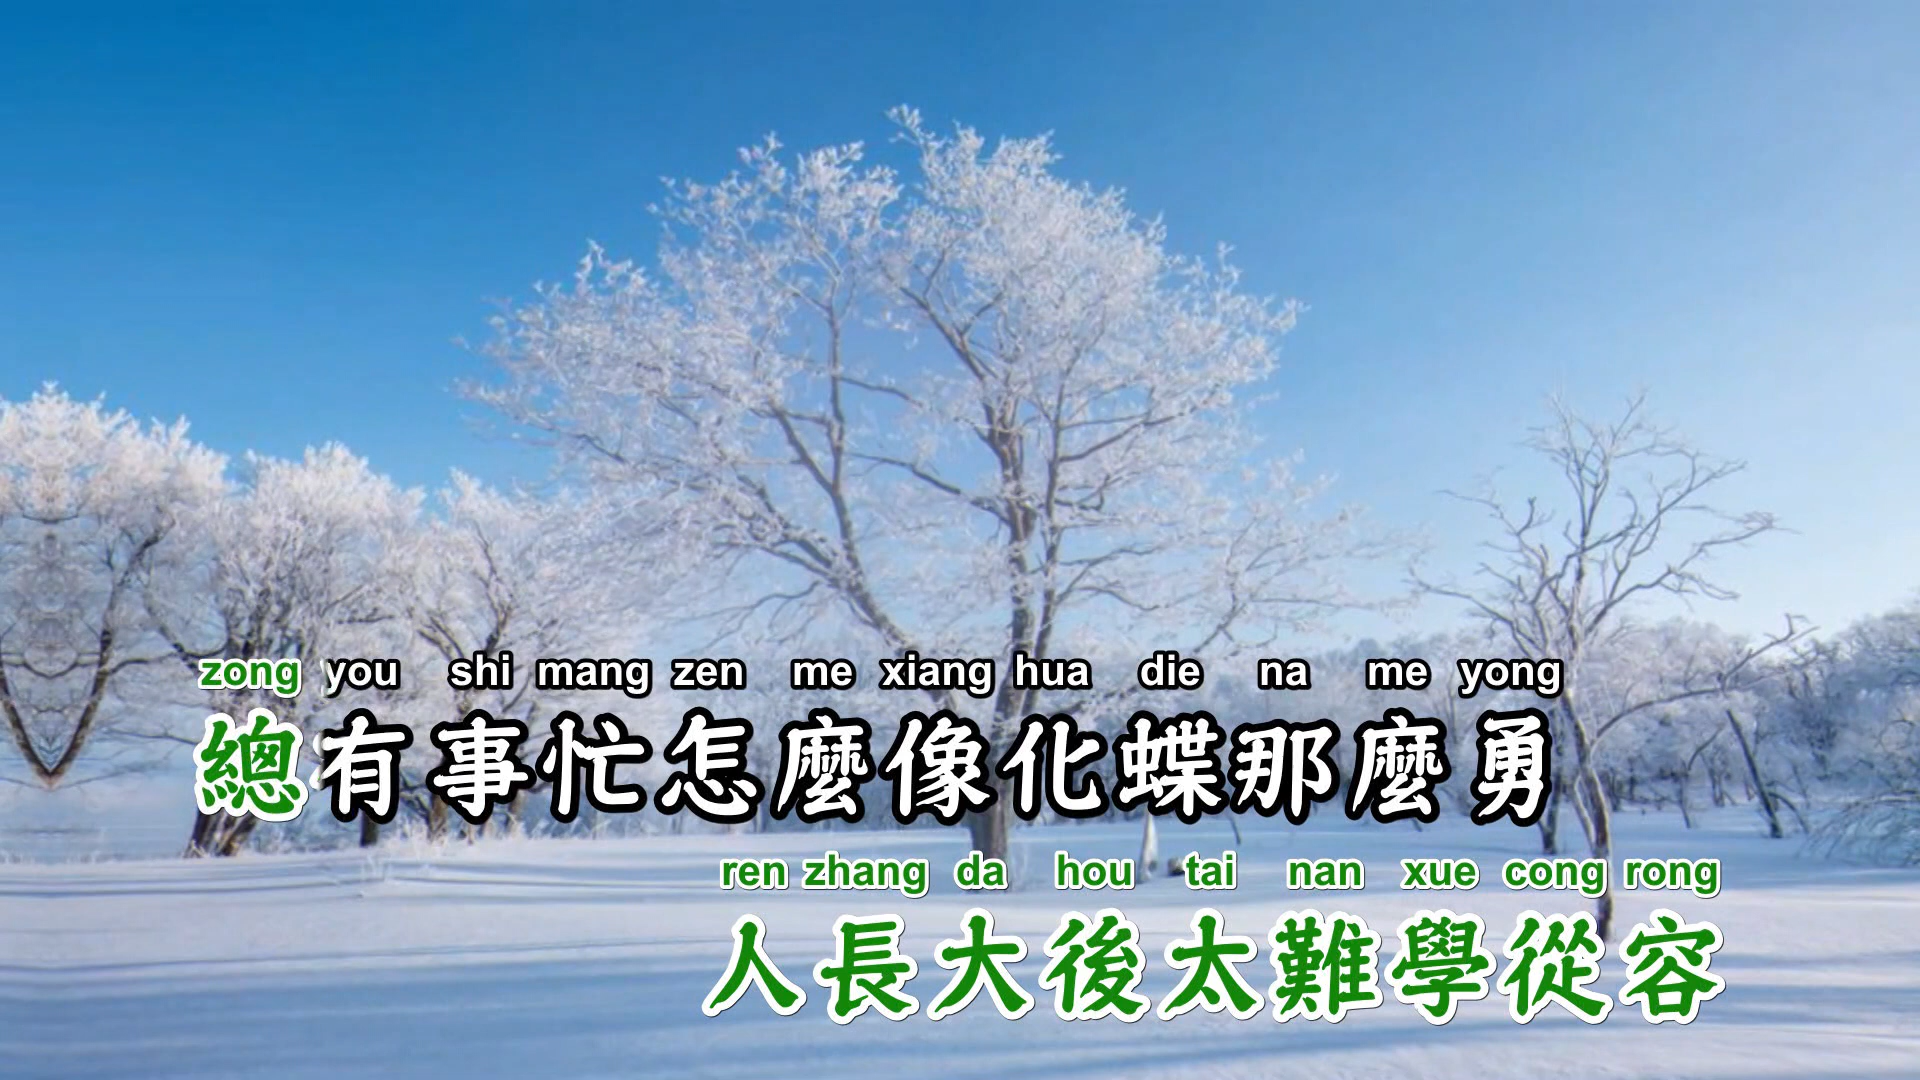 zong you shi mang zen me xiang hua die na me yong
總有事忙怎麼像化蝶那麼勇
ren zhang da hou tai nan xue cong rong
人長大後太難學從容